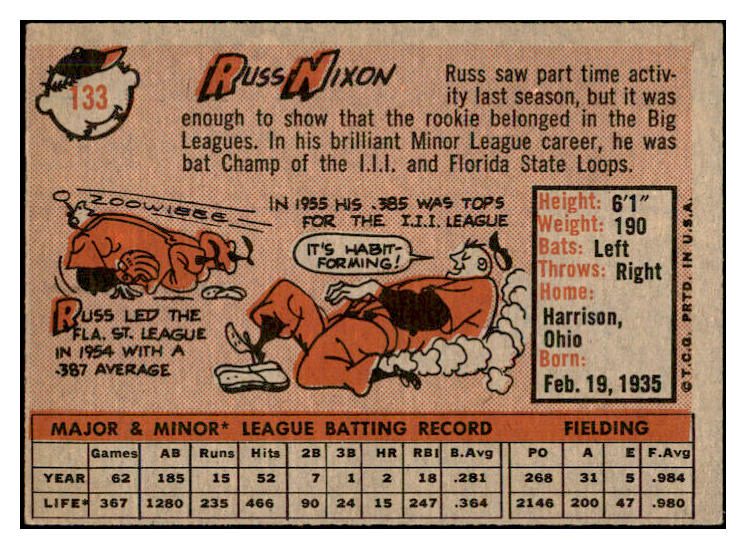 133
RUSS NIXON
Russ saw part time activ-
ity last season, but it was
enough to show that the rookie belonged in the Big
Leagues. In his brilliant Minor League career, he was
bat Champ of the I.I.I. and Florida State Loops.
ZOOWIEEE
IN 1955 HIS .385 WAS TOPS
FOR THE I.I.I. LEAGUE
IT'S HABIT-
FORMING!
RUSS LED THE
FLA. ST. LEAGUE
IN 1954 WITH A
.387 AVERAGE
Height: 6'1"
Weight: 190
Bats: Left
Throws: Right
Home:
Harrison,
Ohio
Born:
Feb. 19, 1935
© T.C.G. PRTD. IN U.S.A.
MAJOR & MINOR* LEAGUE BATTING RECORD FIELDING
Games AB Runs Hits 2B 3B HR RBI B.Avg PO A E F.Avg
YEAR 62 185 15 52 7 1 2 18 .281 268 31 5 .984
LIFE* 367 1280 235 466 90 24 15 247 .364 2146 200 47 .980